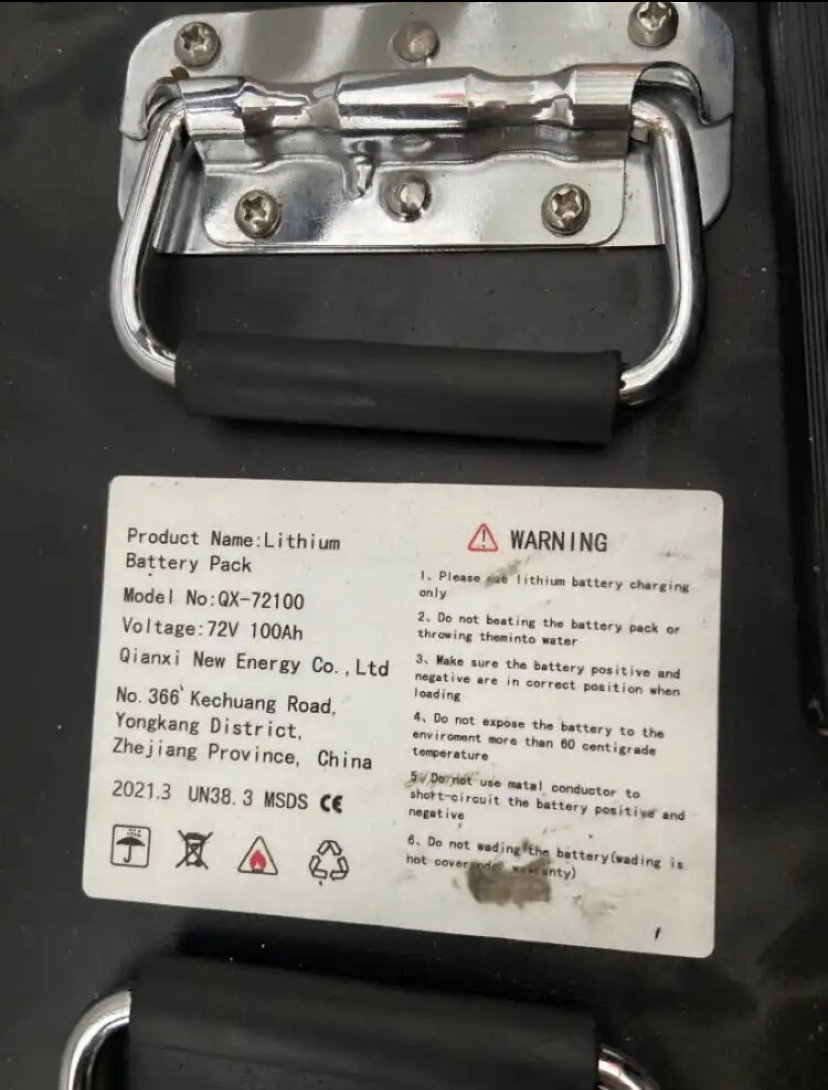 Product Name:Lithium
Battery Pack
Model No:QX-72100
Voltage:72V 100Ah
Qianxi New Energy Co.,Ltd
No.366 Kechuang Road,
Yongkang District,
Zhejiang Province, China
2021.3 UN38.3 MSDS CE
WARNING
1、Please lithium battery charging
only
2、Do not beating the battery pack or
throwing theminto water
3、Make sure the battery positive and
negative are in correct position when
loading
4、Do not expose the battery to the
enviroment more than 60 centigrade
temperature
5、Do not use matal conductor to
short-circuit the battery positive and
negative
6、Do not wading the battery(wading is
hot